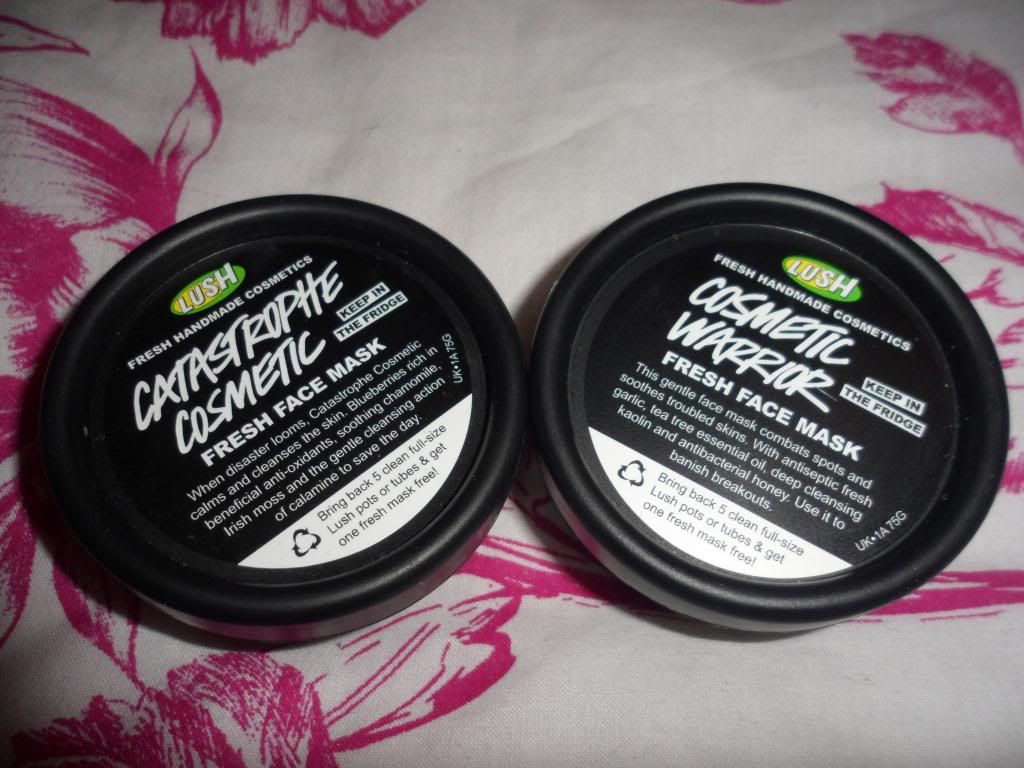 LUSH
FRESH HANDMADE COSMETICS
CATASTROPHE
COSMETIC
KEEP IN
THE FRIDGE
FRESH FACE MASK
When disaster looms, Catastrophe Cosmetic
calms and cleanses the skin. Blueberries rich in
beneficial anti-oxidants, soothing chamomile,
Irish moss and the gentle cleansing action
of calamine to save the day.
UK•1A 75G
Bring back 5 clean full-size
Lush pots or tubes & get
one fresh mask free!
LUSH
FRESH HANDMADE COSMETICS
COSMETIC
WARRIOR
KEEP IN
THE FRIDGE
FRESH FACE MASK
This gentle face mask combats spots and
soothes troubled skins. With antiseptic fresh
garlic, tea tree essential oil, deep cleansing
kaolin and antibacterial honey. Use it to
banish breakouts.
UK•1A 75G
Bring back 5 clean full-size
Lush pots or tubes & get
one fresh mask free!